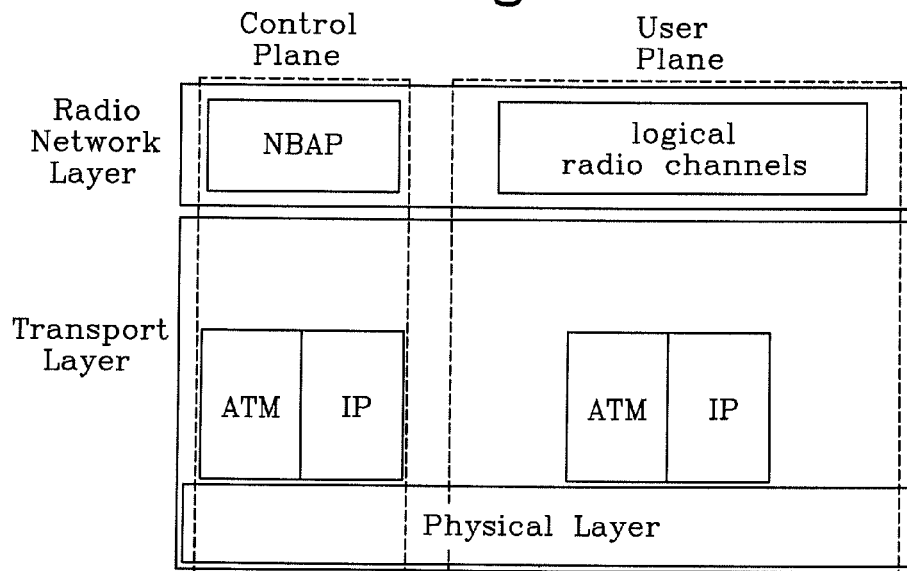 Control
Plane
User
Plane
Radio
Network
Layer
NBAP
logical
radio channels
Transport
Layer
ATM
IP
ATM
IP
Physical Layer